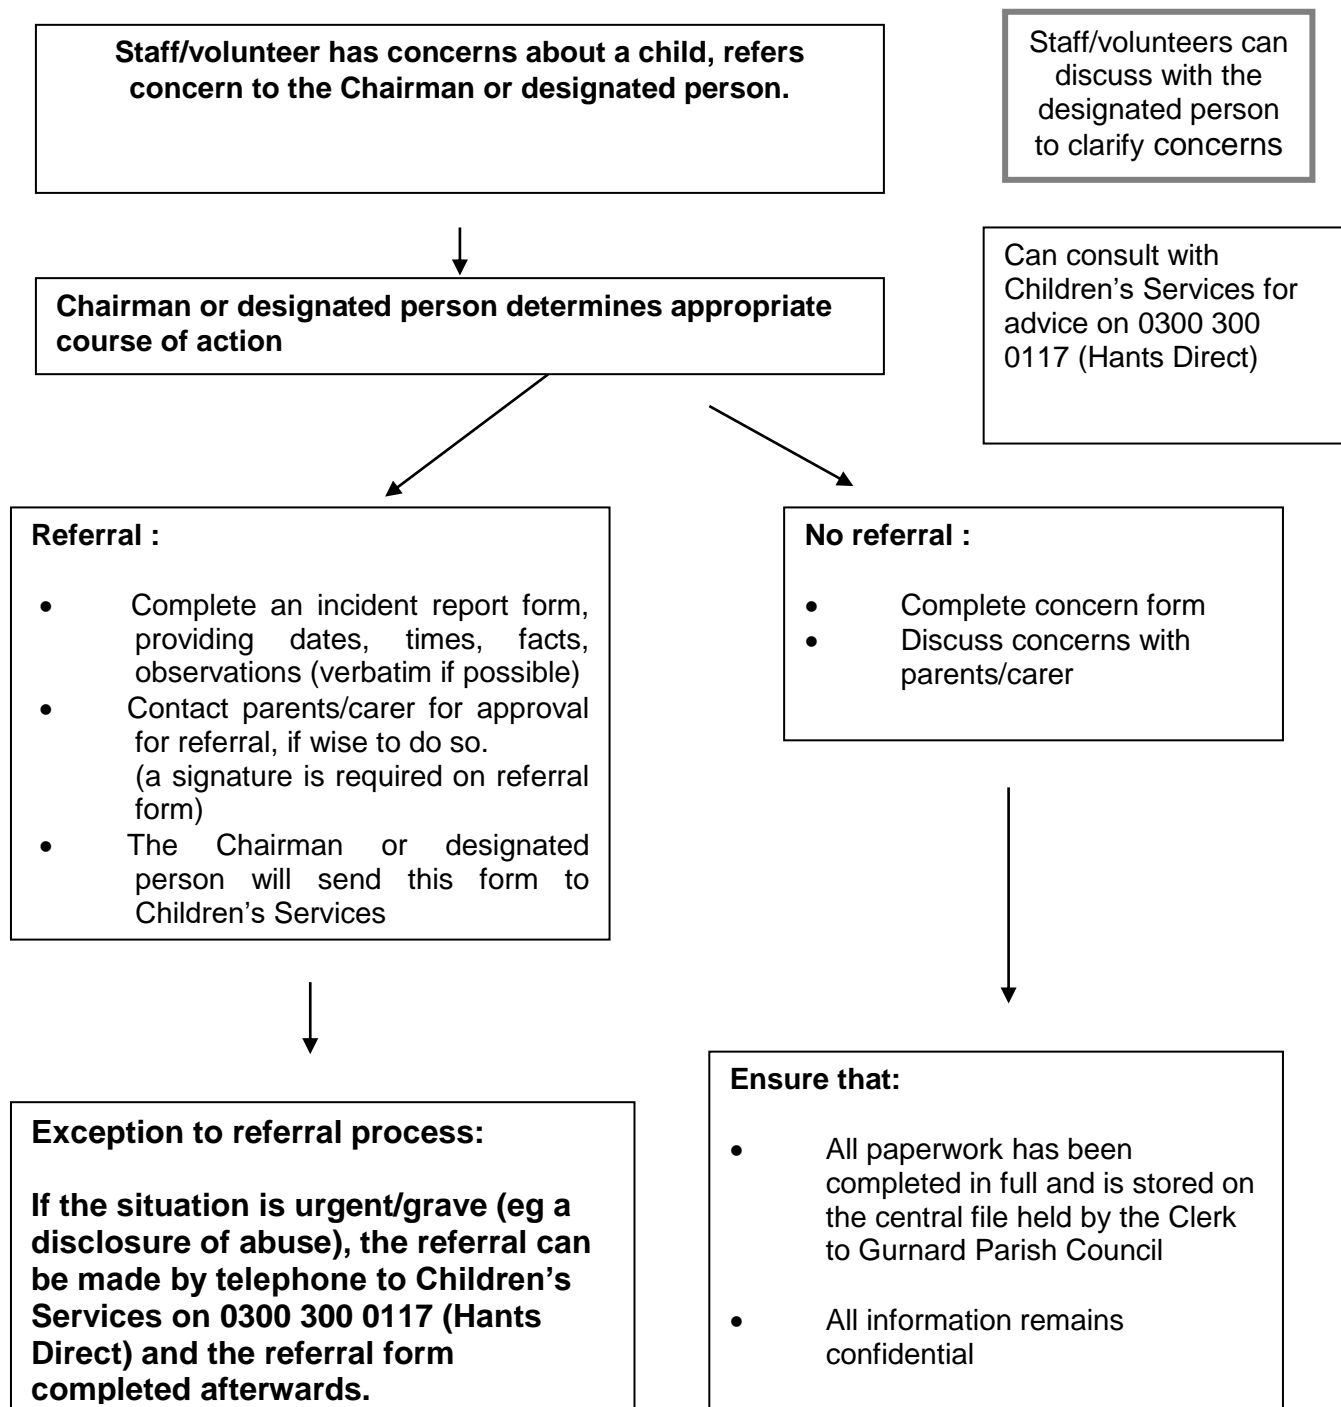 Staff/volunteer has concerns about a child, refers
concern to the Chairman or designated person.
Staff/volunteers can
discuss with the
designated person
to clarify concerns
Can consult with
Children's Services for
advice on 0300 300
0117 (Hants Direct)
Chairman or designated person determines appropriate
course of action
Referral :
• Complete an incident report form,
providing dates, times, facts,
observations (verbatim if possible)
• Contact parents/carer for approval
for referral, if wise to do so.
(a signature is required on referral
form)
• The Chairman or designated
person will send this form to
Children's Services
No referral :
• Complete concern form
• Discuss concerns with
parents/carer
Exception to referral process:
If the situation is urgent/grave (eg a
disclosure of abuse), the referral can
be made by telephone to Children's
Services on 0300 300 0117 (Hants
Direct) and the referral form
completed afterwards.
Ensure that:
• All paperwork has been
completed in full and is stored on
the central file held by the Clerk
to Gurnard Parish Council
• All information remains
confidential